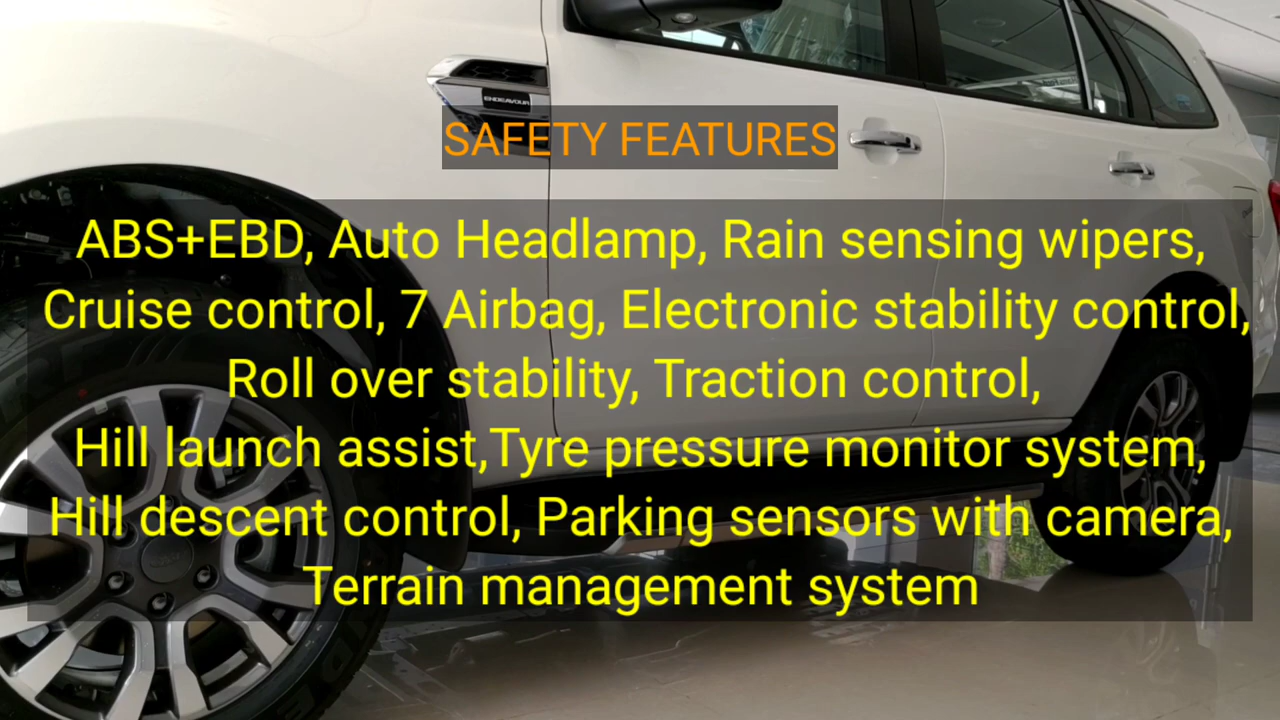 ENDEAVOUR
SAFETY FEATURES
ABS+EBD, Auto Headlamp, Rain sensing wipers,
Cruise control, 7 Airbag, Electronic stability control,
Roll over stability, Traction control,
Hill launch assist,Tyre pressure monitor system,
Hill descent control, Parking sensors with camera,
Terrain management system